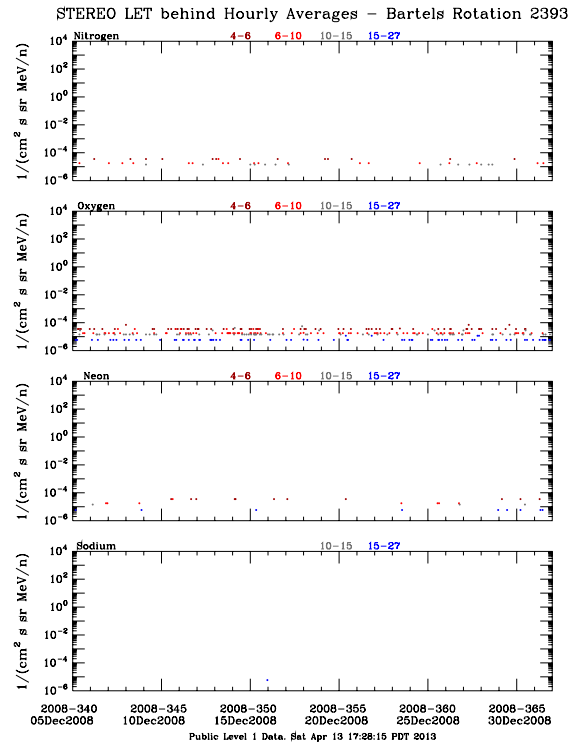 STEREO LET behind Hourly Averages – Bartels Rotation 2393
Nitrogen 4–6 6–10 10–15 15–27
10^4
10^2
10^0
10^-2
10^-4
10^-6
1/(cm^2 s sr MeV/n)
Oxygen 4–6 6–10 10–15 15–27
10^4
10^2
10^0
10^-2
10^-4
10^-6
1/(cm^2 s sr MeV/n)
Neon 4–6 6–10 10–15 15–27
10^4
10^2
10^0
10^-2
10^-4
10^-6
1/(cm^2 s sr MeV/n)
Sodium 10–15 15–27
10^4
10^2
10^0
10^-2
10^-4
10^-6
1/(cm^2 s sr MeV/n)
2008–340 2008–345 2008–350 2008–355 2008–360 2008–365
05Dec2008 10Dec2008 15Dec2008 20Dec2008 25Dec2008 30Dec2008
Public Level 1 Data. Sat Apr 13 17:28:15 PDT 2013